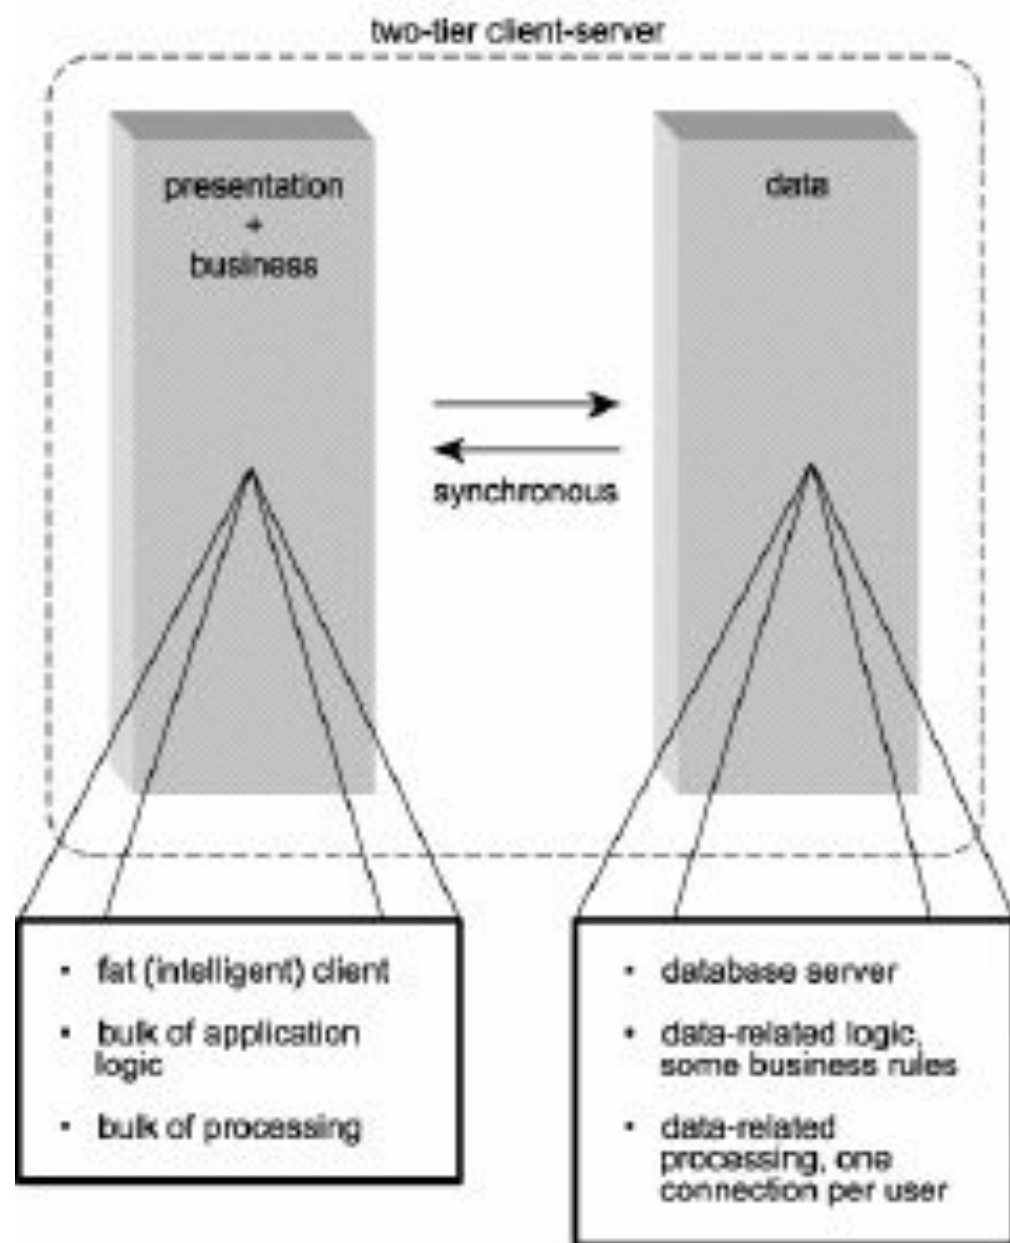 two-tier client-server
presentation
+
business
data
synchronous
• fat (intelligent) client
• bulk of application
logic
• bulk of processing
• database server
• data-related logic,
some business rules
• data-related
processing, one
connection per user